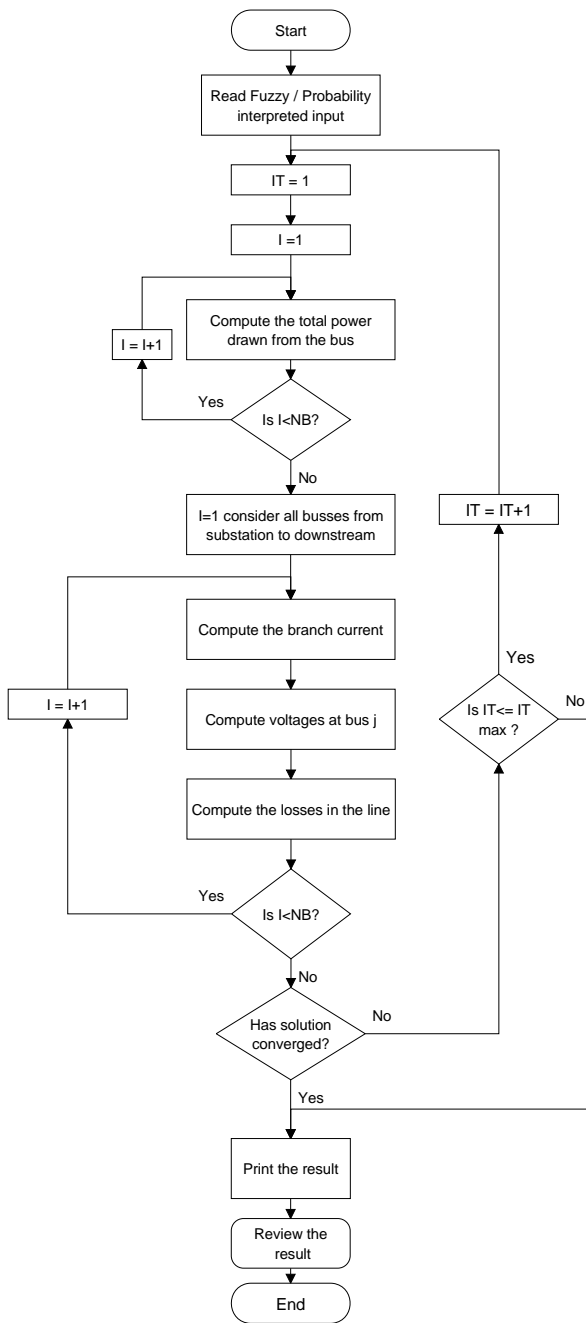 Start
Read Fuzzy / Probability
interpreted input
IT = 1
I =1
Compute the total power
drawn from the bus
I = I+1
Yes
Is I<NB?
No
I=1 consider all busses from
substation to downstream
IT = IT+1
Compute the branch current
Yes
I = I+1
Compute voltages at bus j
Is IT<= IT
max ?
No
Compute the losses in the line
Yes
Is I<NB?
No
Has solution
converged?
No
Yes
Print the result
Review the
result
End